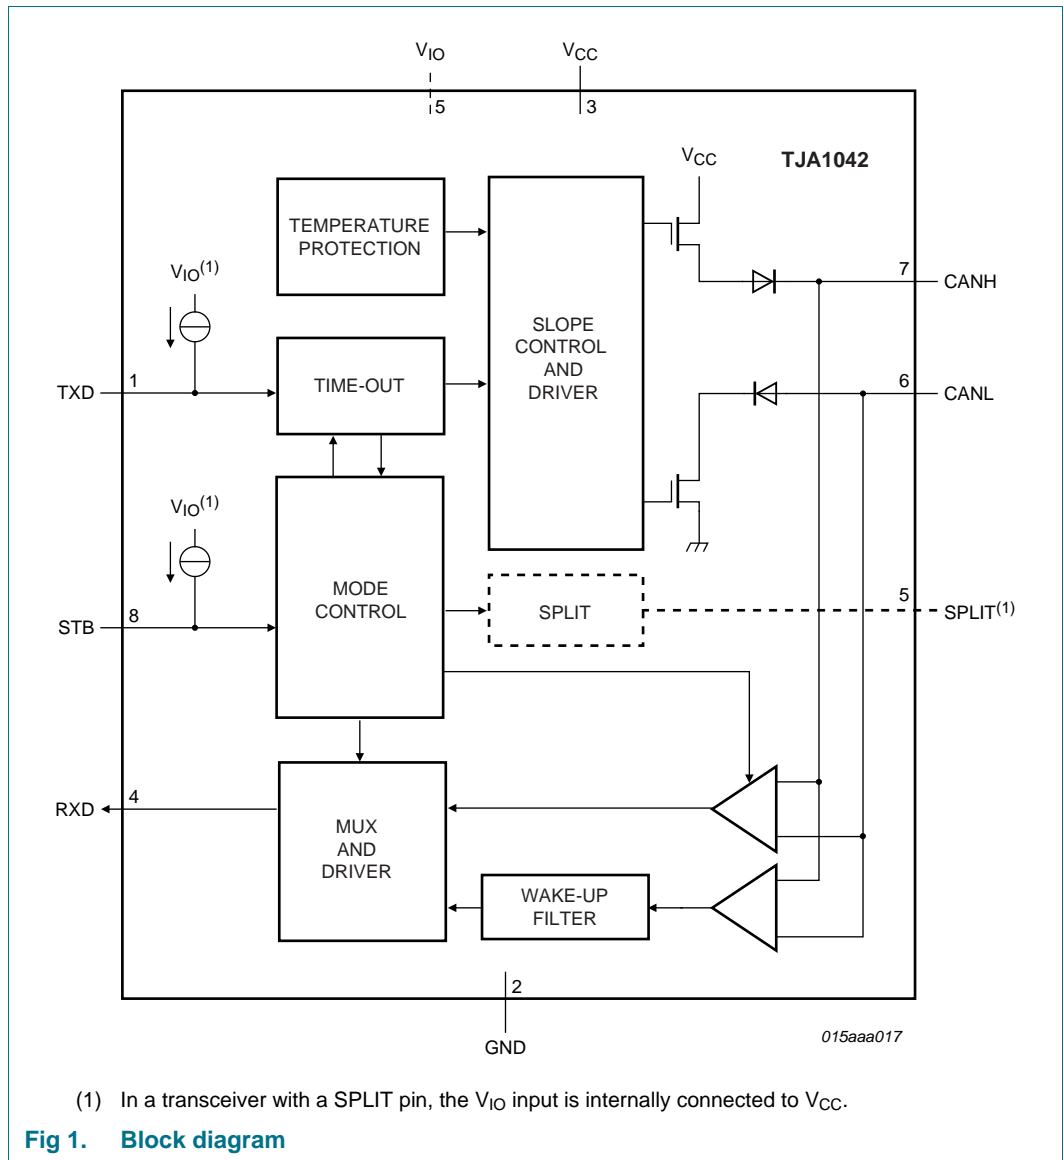 VIO
VCC
5
3
TJA1042
VCC
TEMPERATURE
PROTECTION
VIO(1)
7
CANH
SLOPE
CONTROL
AND
DRIVER
TXD
1
TIME-OUT
6
CANL
VIO(1)
MODE
CONTROL
SPLIT
5
SPLIT(1)
STB
8
RXD
4
MUX
AND
DRIVER
WAKE-UP
FILTER
2
GND
015aaa017
(1) In a transceiver with a SPLIT pin, the VIO input is internally connected to VCC.
Fig 1. Block diagram